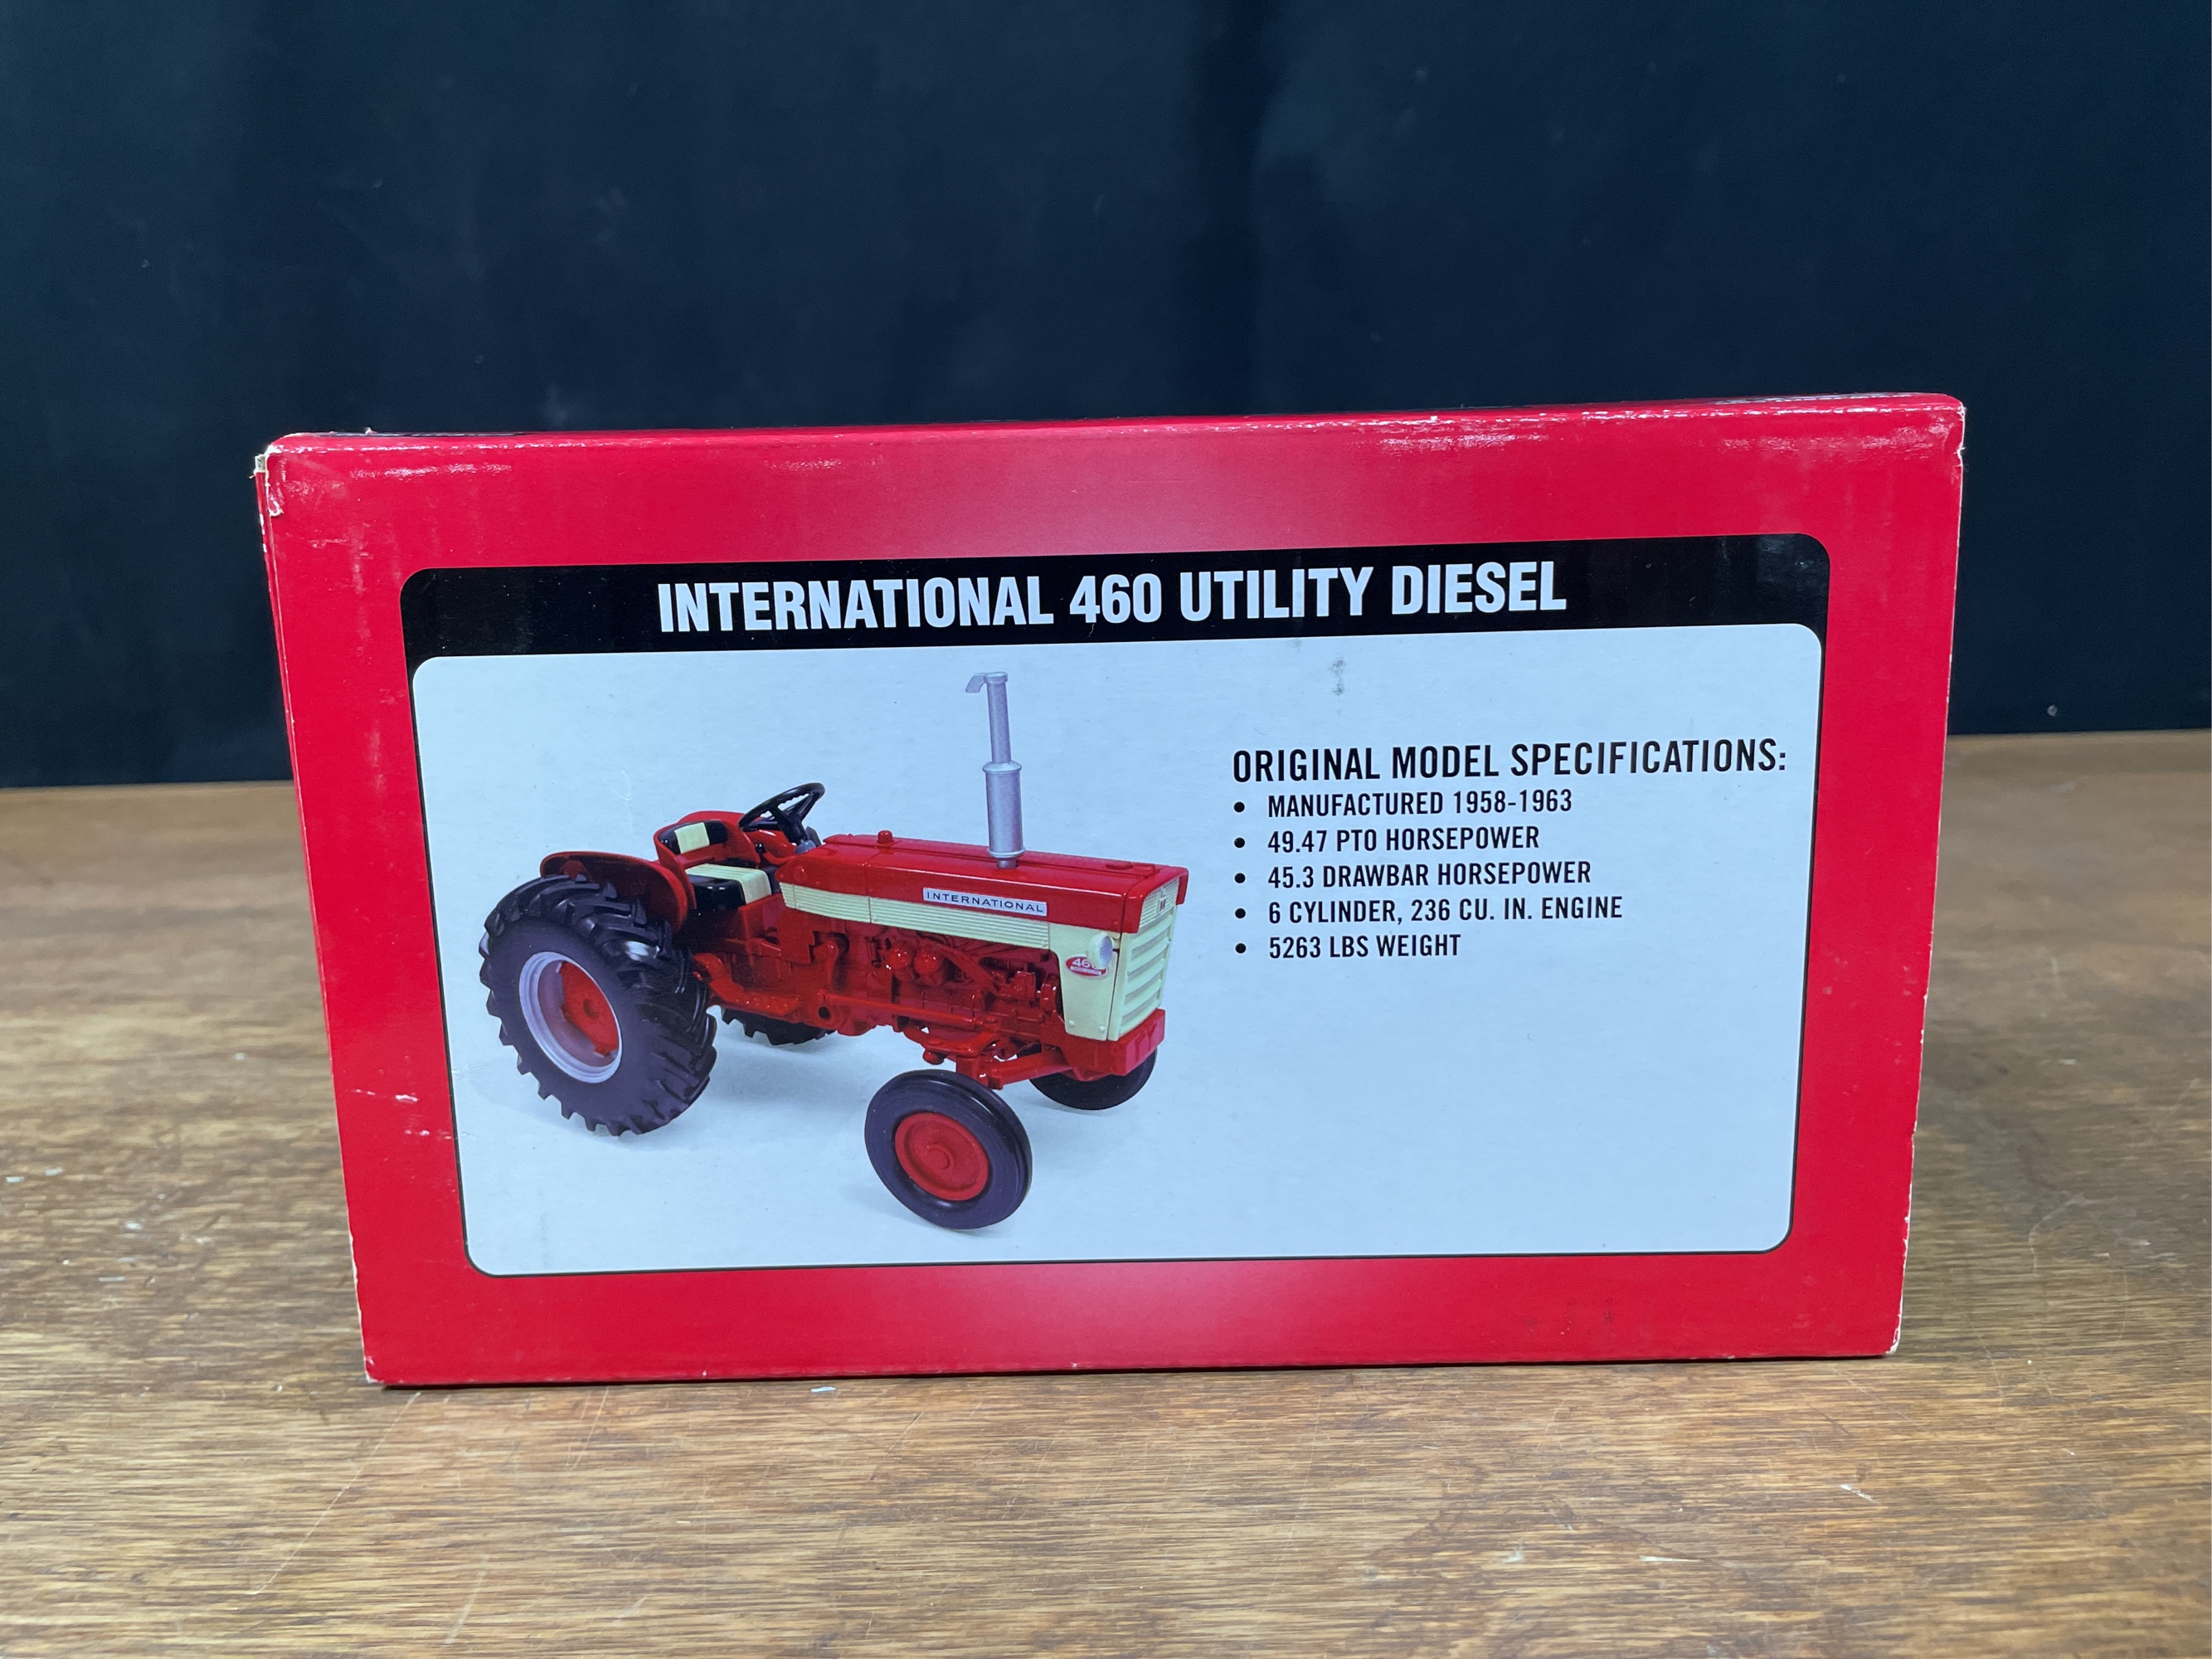 INTERNATIONAL 460 UTILITY DIESEL
INTERNATIONAL
460
ORIGINAL MODEL SPECIFICATIONS:
• MANUFACTURED 1958-1963
• 49.47 PTO HORSEPOWER
• 45.3 DRAWBAR HORSEPOWER
• 6 CYLINDER, 236 CU. IN. ENGINE
• 5263 LBS WEIGHT